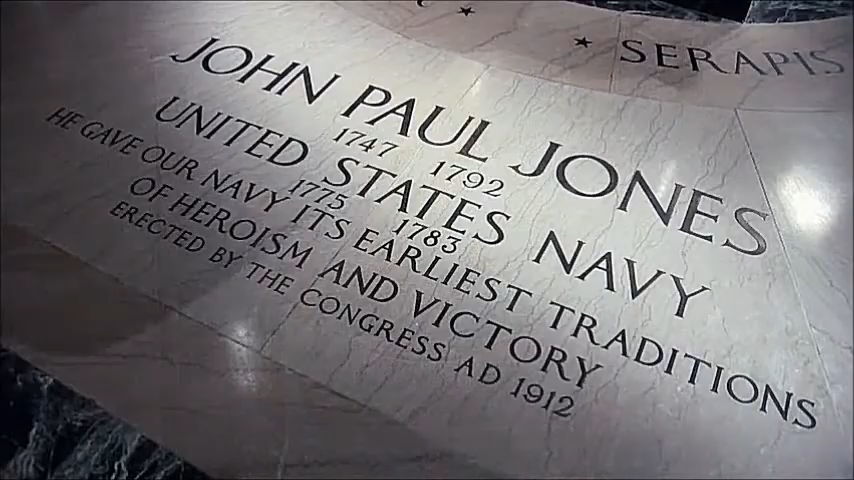 ★ ★ SERAPIS
JOHN PAUL JONES
1747 1792
UNITED STATES NAVY
1775 1783
HE GAVE OUR NAVY ITS EARLIEST TRADITIONS
OF HEROISM AND VICTORY
ERECTED BY THE CONGRESS AD 1912